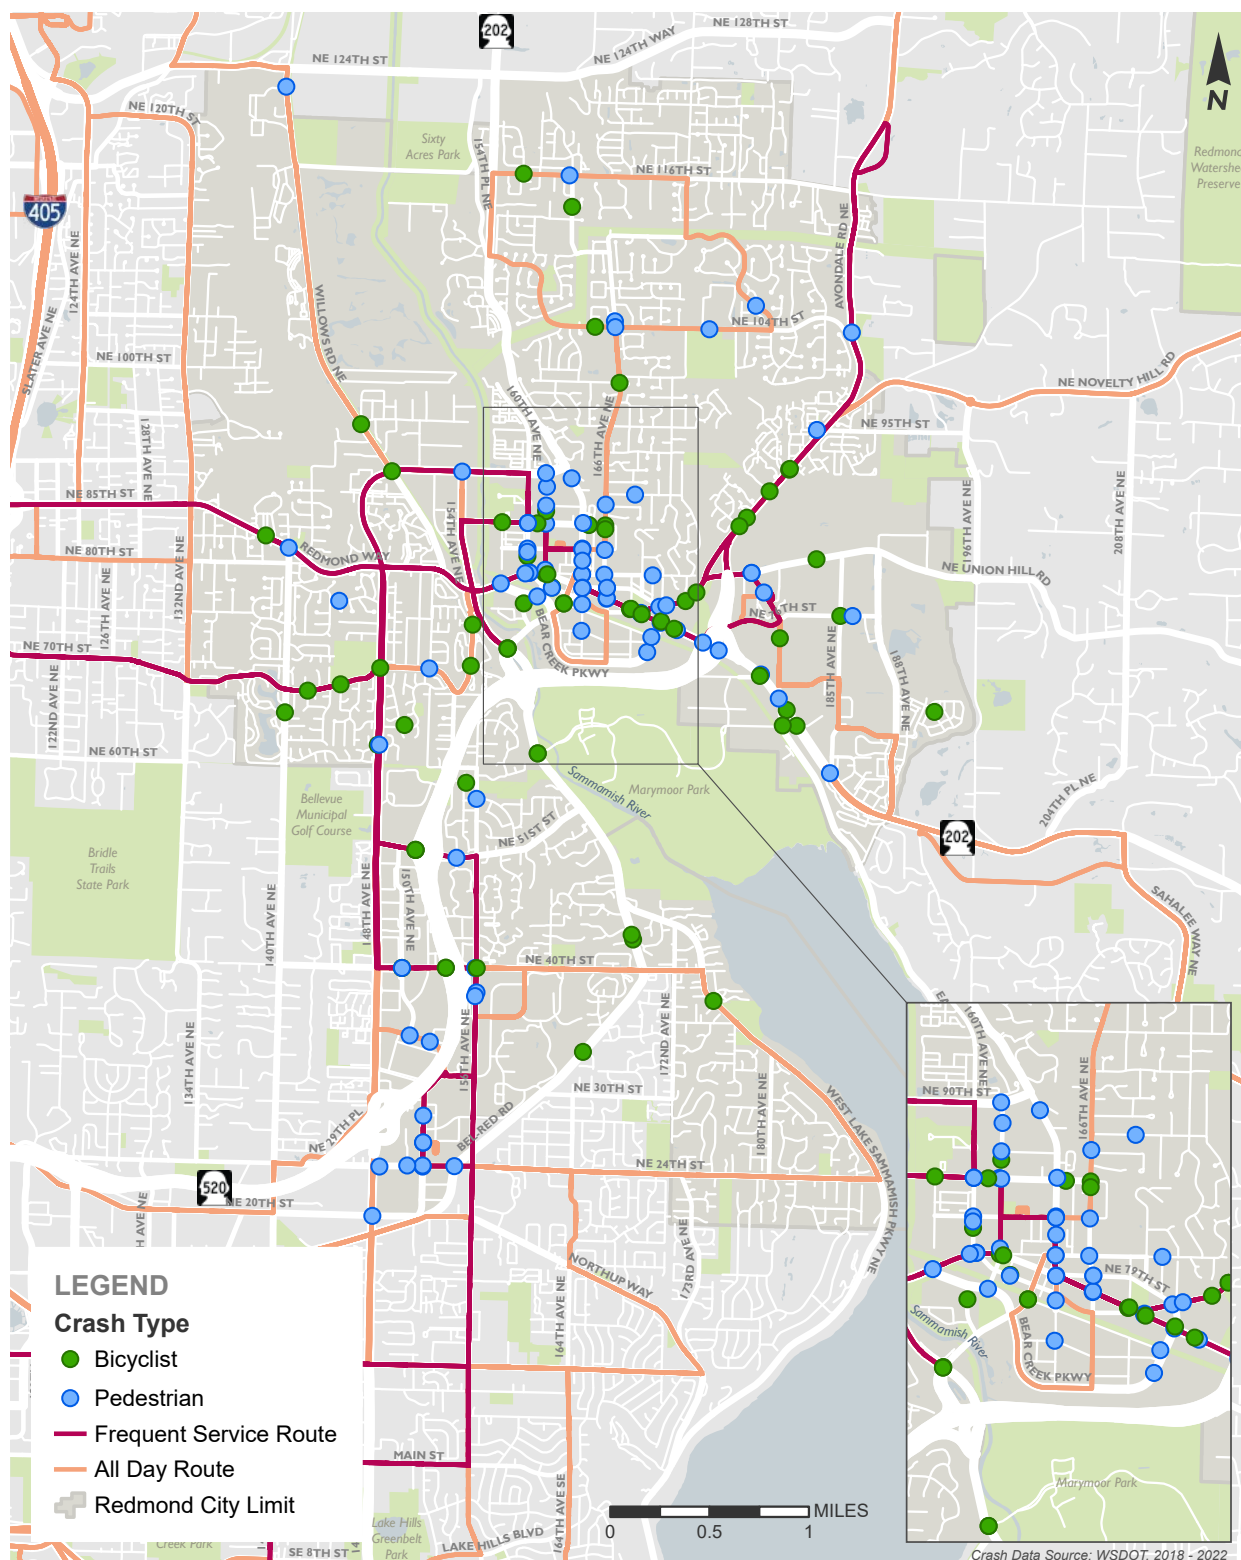 202
NE 128TH ST
NE 124TH WAY
NE 124TH ST
N
NE 120TH ST
Sixty
Acres Park
154TH PL NE
NE 116TH ST
Redmond
Watershed
Preserve
405
124TH AVE NE
AVONDALE RD NE
WILLOWS RD NE
SLATER AVE NE
NE 104TH ST
NE 100TH ST
NE NOVELTY HILL RD
128TH AVE NE
160TH AVE NE
166TH AVE NE
NE 95TH ST
NE 85TH ST
154TH AVE NE
196TH AVE NE
208TH AVE NE
NE 80TH ST
REDMOND WAY
132ND AVE NE
126TH AVE NE
NE UNION HILL RD
NE 76TH ST
BEAR CREEK PKWY
NE 70TH ST
122ND AVE NE
185TH AVE NE
188TH AVE NE
NE 60TH ST
Sammamish River
Marymoor Park
204TH PL NE
Bellevue
Municipal
Golf Course
NE 51ST ST
202
Bridle
Trails
State Park
148TH AVE NE
150TH AVE NE
140TH AVE NE
SAHALEE WAY NE
NE 40TH ST
172ND AVE NE
134TH AVE NE
156TH AVE NE
NE 30TH ST
180TH AVE NE
WEST LAKE SAMMAMISH PKWY NE
NE 29TH PL
BEL-RED RD
NE 24TH ST
520
NE 20TH ST
173RD AVE NE
NORTHUP WAY
164TH AVE NE
160TH AVE NE
166TH AVE NE
NE 90TH ST
NE 79TH ST
Sammamish River
BEAR CREEK PKWY
Marymoor Park
LEGEND
Crash Type
Bicyclist
Pedestrian
Frequent Service Route
All Day Route
Redmond City Limit
MAIN ST
164TH AVE SE
Lake Hills
Greenbelt
Park
LAKE HILLS BLVD
Creek Park
SE 8TH ST
MILES
0 0.5 1
Crash Data Source: WSDOT, 2018 - 2022